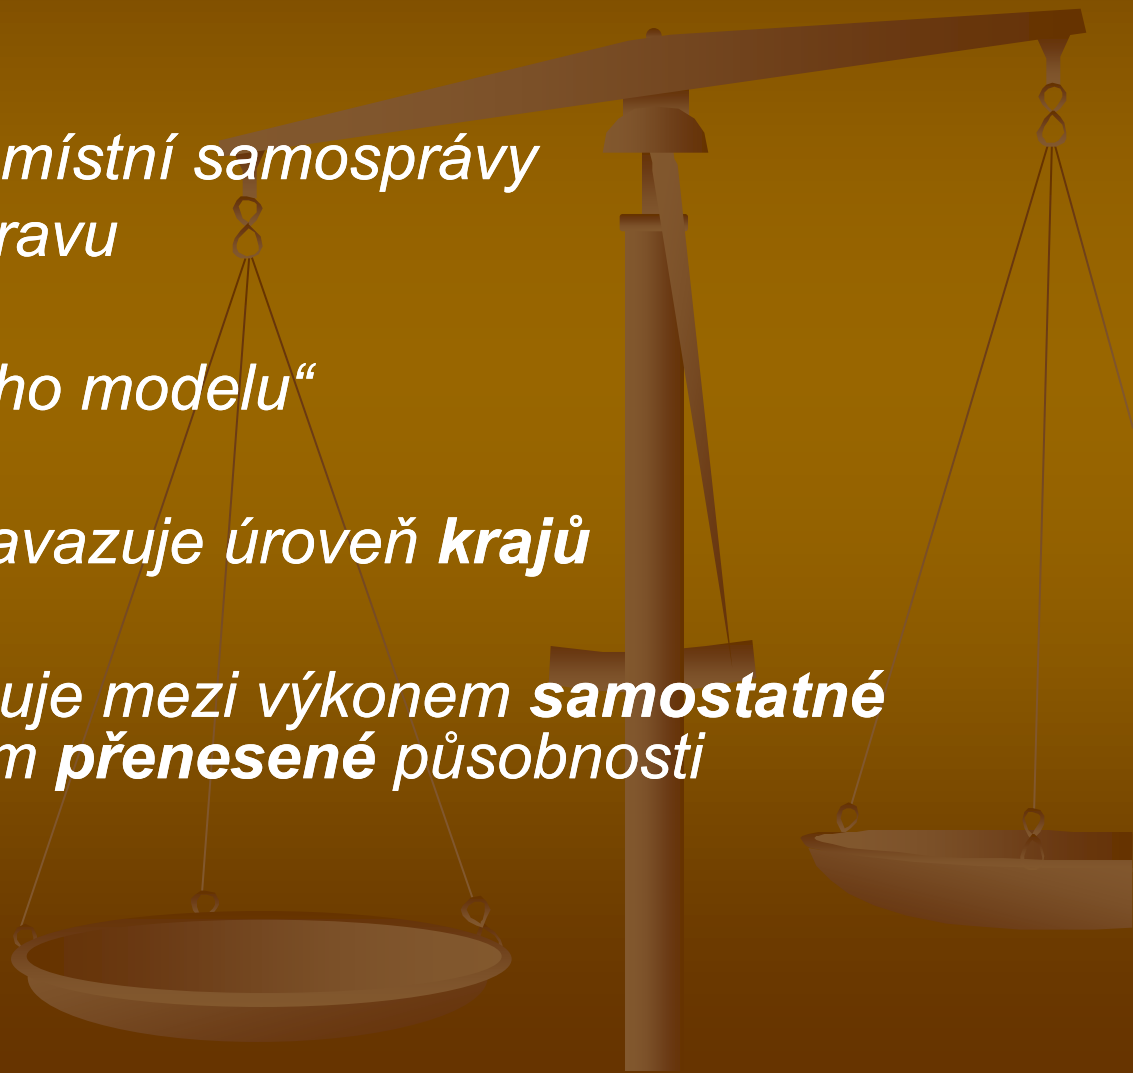 místní samosprávy
ravu
ho modelu“
avazuje úroveň krajů
uje mezi výkonem samostatné
m přenesené působnosti